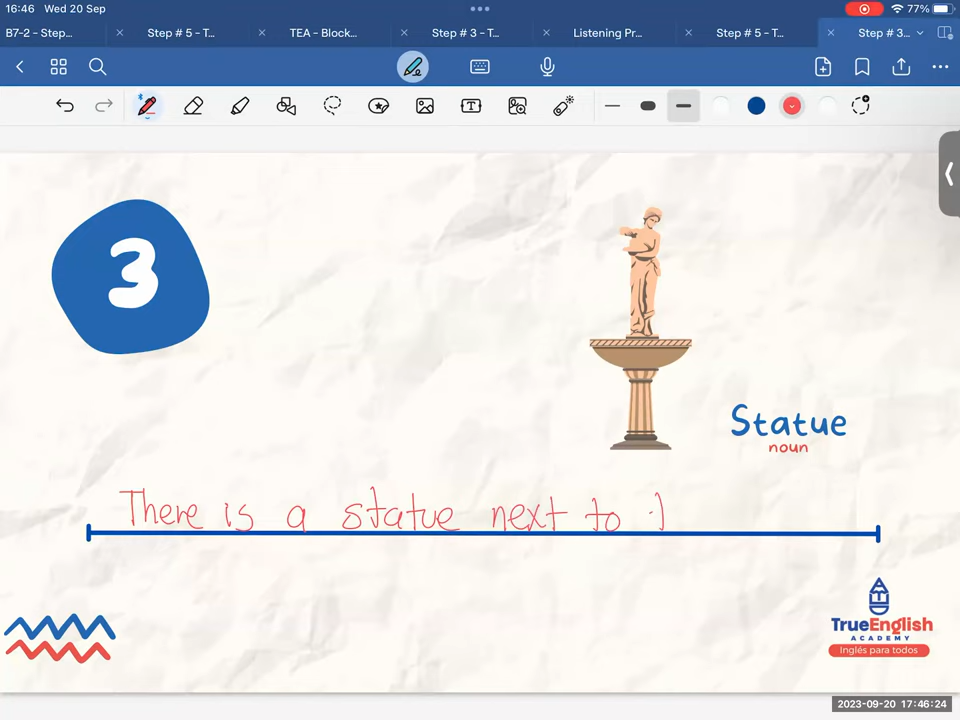 16:46 Wed 20 Sep
77%
B7-2 - Step...
Step # 5 - T...
TEA - Block...
Step # 3 - T...
Listening Pr...
Step # 5 - T...
Step # 3...
3
Statue
noun
There is a statue next to
TrueEnglish
ACADEMY
Inglés para todos
2023-09-20 17:46:24